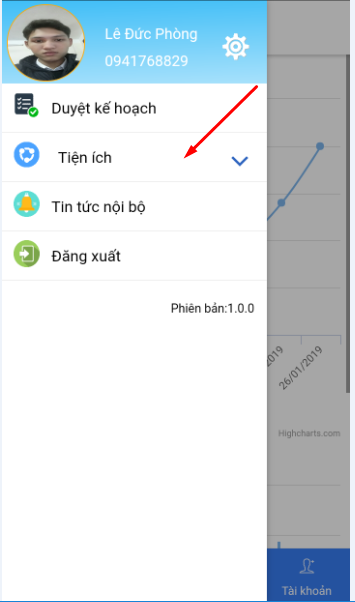 Lê Đức Phòng
0941768829
Duyệt kế hoạch
Tiện ích
Tin tức nội bộ
Đăng xuất
Phiên bản:1.0.0
2019
26/01/2019
Highcharts.com
Tài khoản